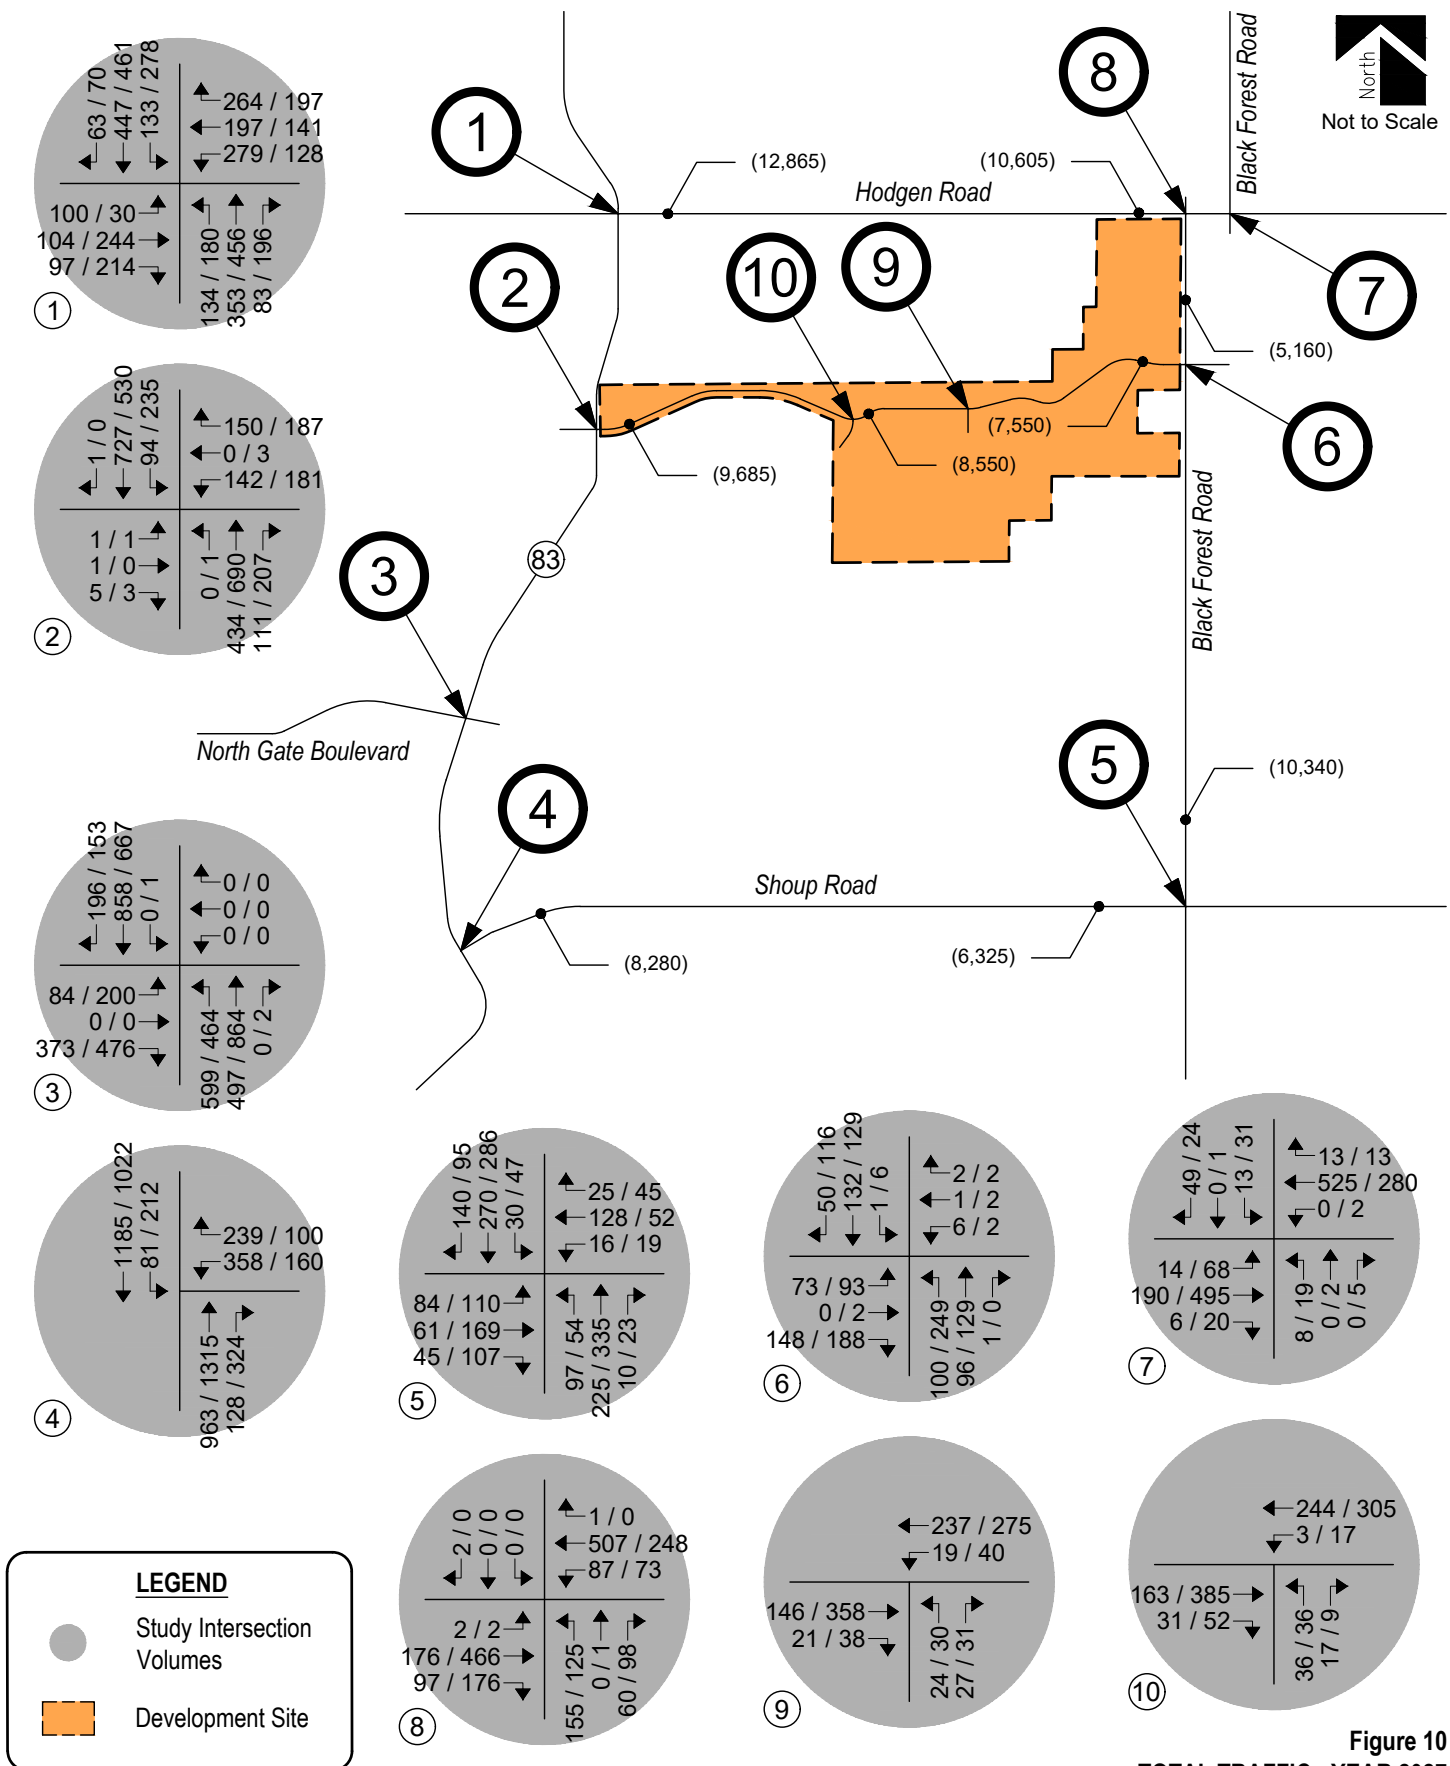 63 / 70
447 / 461
133 / 278
264 / 197
197 / 141
279 / 128
100 / 30
104 / 244
97 / 214
134 / 180
353 / 456
83 / 196
1
1 / 0
727 / 530
94 / 235
150 / 187
0 / 3
142 / 181
1 / 1
1 / 0
5 / 3
0 / 1
434 / 690
111 / 207
2
1
2
3
4
5
6
7
8
9
10
83
Black Forest Road
North
Not to Scale
(12,865)
(10,605)
Hodgen Road
(5,160)
(7,550)
(8,550)
(9,685)
Black Forest Road
North Gate Boulevard
(10,340)
Shoup Road
(8,280)
(6,325)
196 / 153
858 / 667
0 / 1
0 / 0
0 / 0
0 / 0
84 / 200
0 / 0
373 / 476
599 / 464
497 / 864
0 / 2
3
1185 / 1022
81 / 212
239 / 100
358 / 160
963 / 1315
128 / 324
4
140 / 95
270 / 286
30 / 47
25 / 45
128 / 52
16 / 19
84 / 110
61 / 169
45 / 107
97 / 54
225 / 335
10 / 23
5
50 / 116
132 / 129
1 / 6
2 / 2
1 / 2
6 / 2
73 / 93
0 / 2
148 / 188
100 / 249
96 / 129
1 / 0
6
49 / 24
0 / 1
13 / 31
13 / 13
525 / 280
0 / 2
14 / 68
190 / 495
6 / 20
8 / 19
0 / 2
0 / 5
7
2 / 0
0 / 0
0 / 0
1 / 0
507 / 248
87 / 73
2 / 2
176 / 466
97 / 176
155 / 125
0 / 1
60 / 98
8
237 / 275
19 / 40
146 / 358
21 / 38
24 / 30
27 / 31
9
244 / 305
3 / 17
163 / 385
31 / 52
36 / 36
17 / 9
10
LEGEND
Study Intersection
Volumes
Development Site
Figure 10